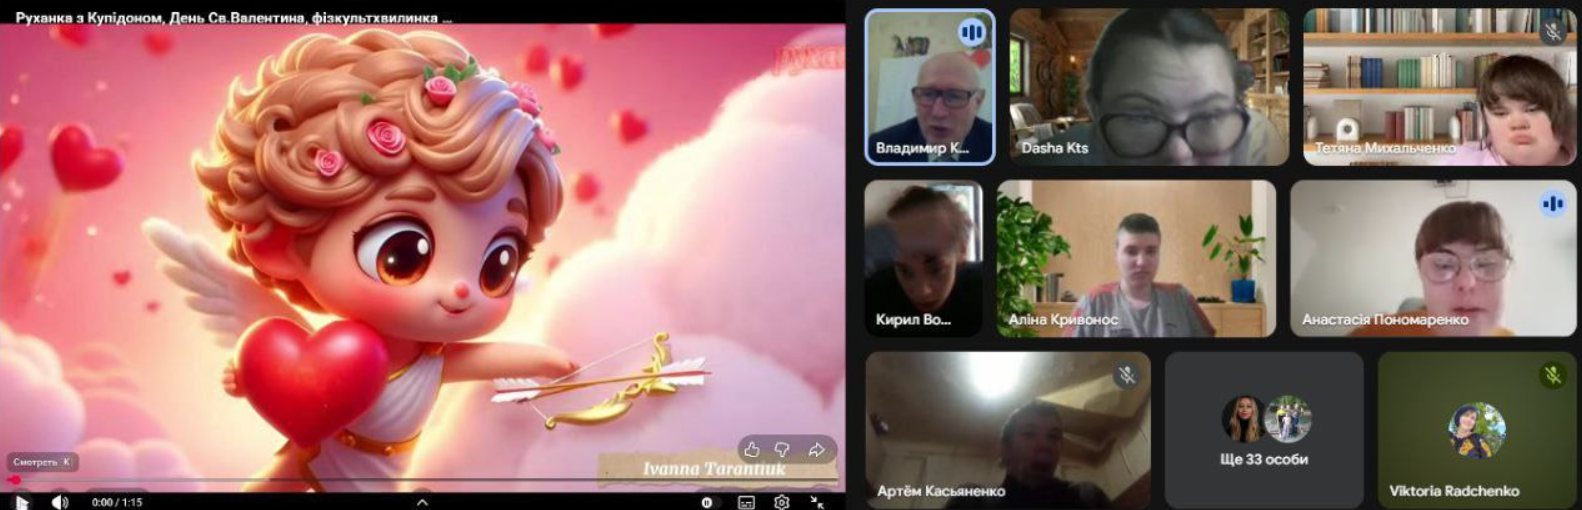 Руханка з Купідоном, День Св.Валентина, фізкультхвилинка ...
Ivanna Tarantiuk
Смотреть K
0:00 / 1:15
Владимир К...
Dasha Kts
Тетяна Михальченко
Кирил Во...
Аліна Кривонос
Анастасія Пономаренко
Артём Касьяненко
Ще 33 особи
Viktoria Radchenko